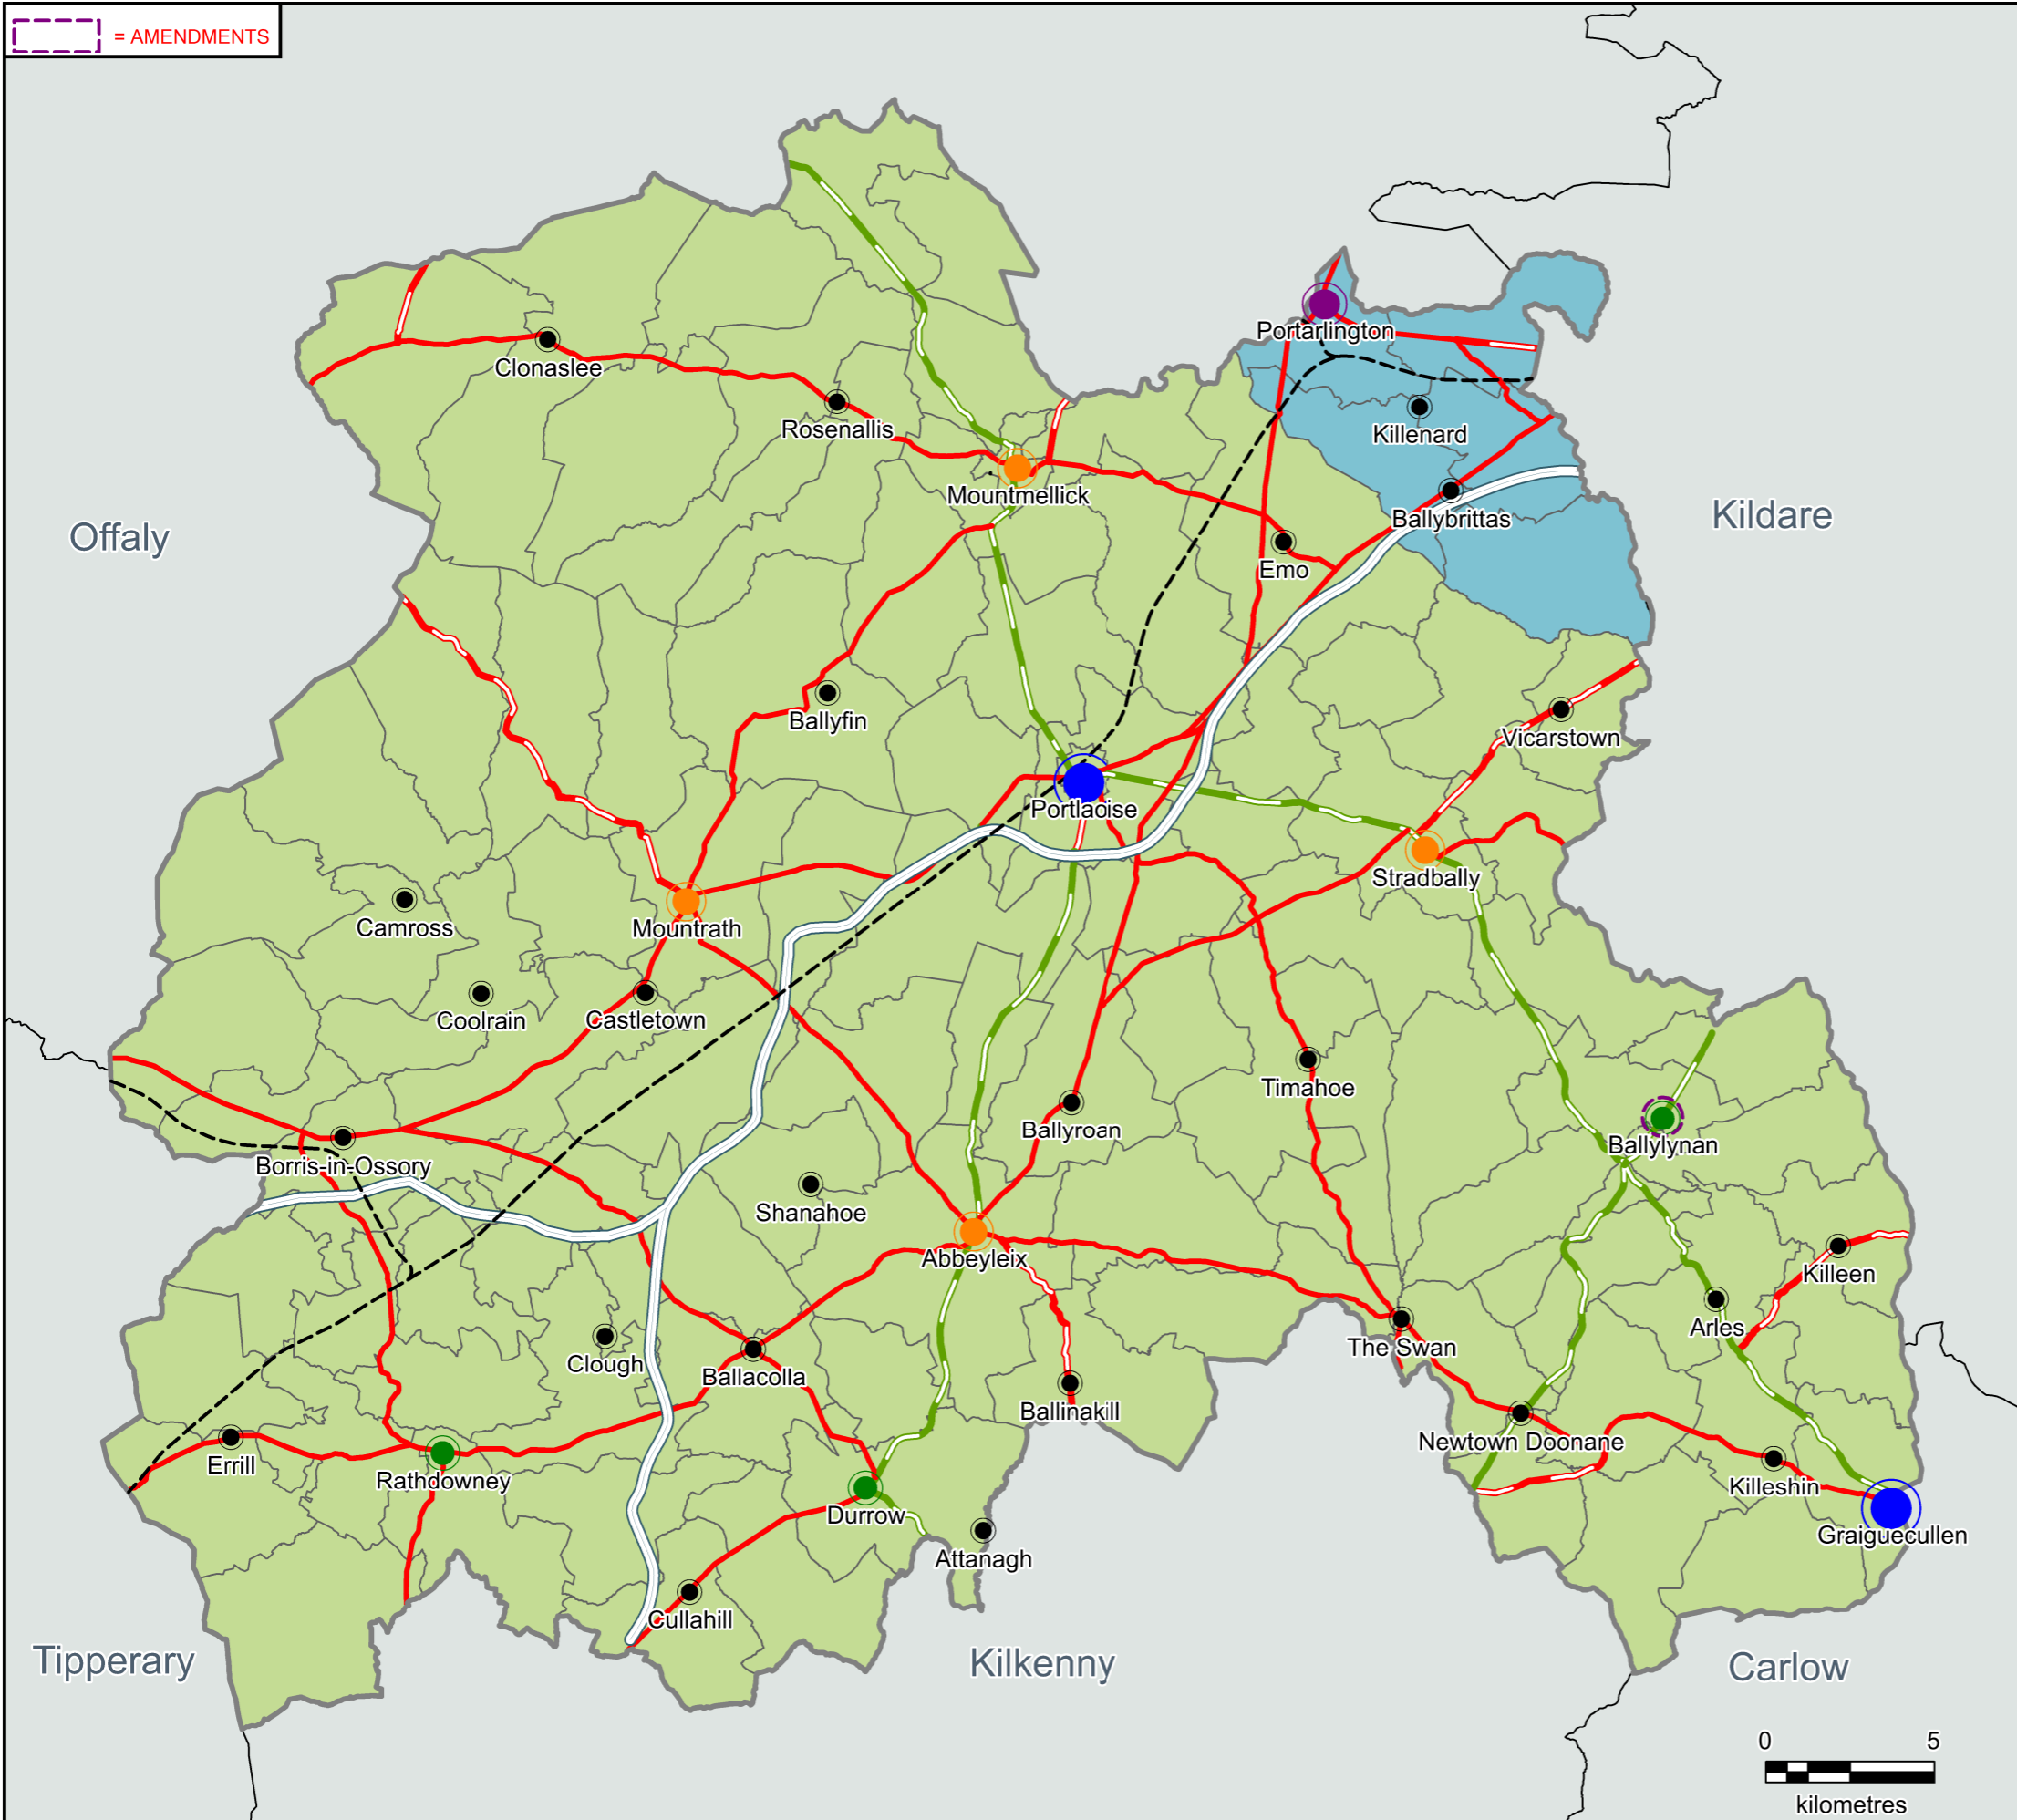 = AMENDMENTS
Portarlington
Clonaslee
Rosenallis
Killenard
Mountmellick
Ballybrittas
Kildare
Offaly
Emo
Ballyfin
Vicarstown
Portlaoise
Stradbally
Camross
Mountrath
Coolrain
Castletown
Timahoe
Ballyroan
Ballylynan
Borris-in-Ossory
Shanahoe
Abbeyleix
Killeen
Arles
The Swan
Clough
Ballacolla
Ballinakill
Newtown Doonane
Errill
Rathdowney
Killeshin
Durrow
Graiguecullen
Attanagh
Cullahill
Tipperary
Kilkenny
Carlow
0 5
kilometres